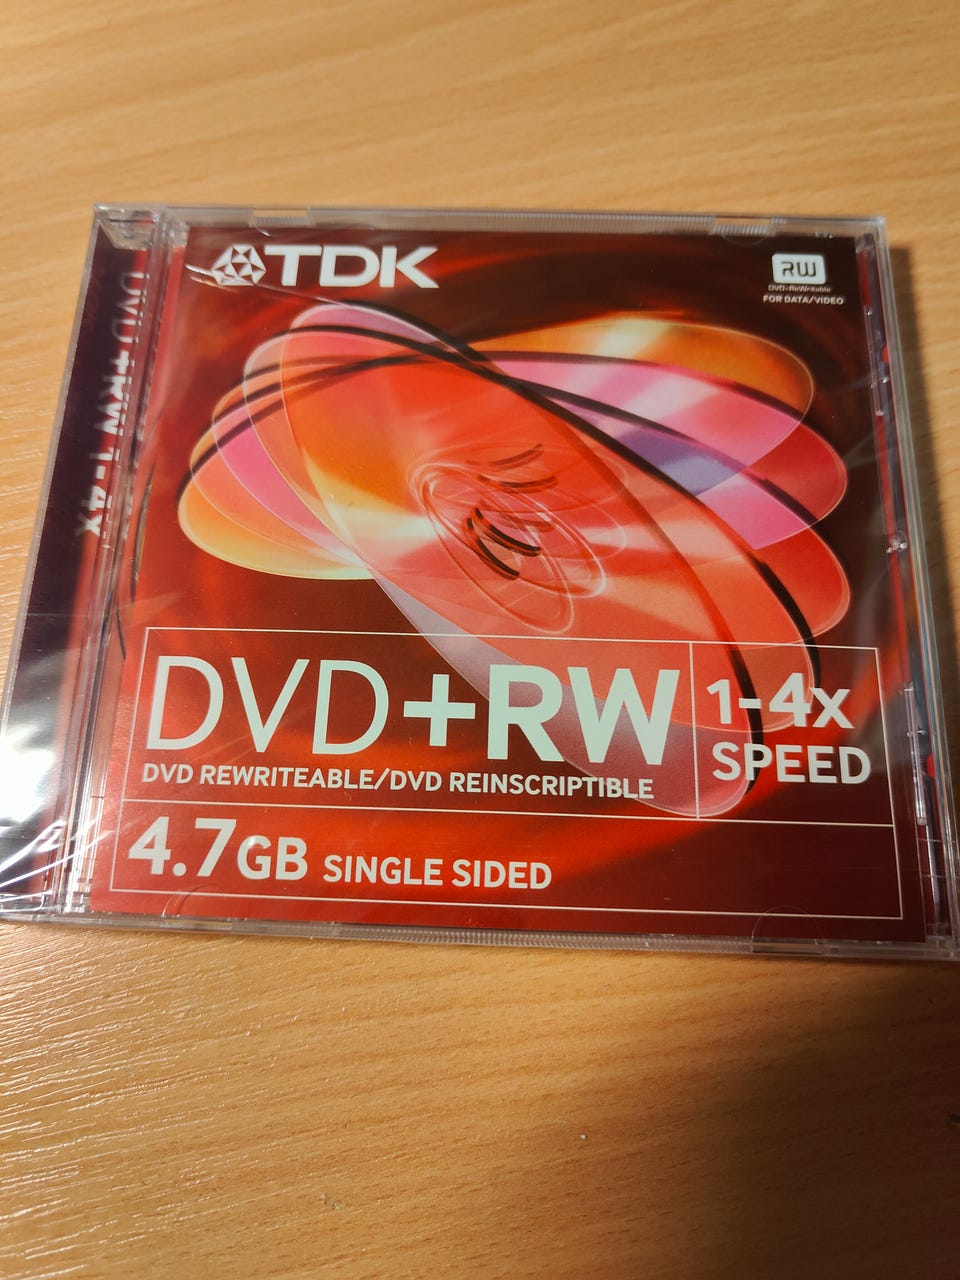 TDK
RW
DVD+ReWritable
FOR DATA/VIDEO
DVD+RW 1-4x
DVD+RW
DVD REWRITEABLE/DVD REINSCRIPTIBLE
1-4x
SPEED
4.7GB SINGLE SIDED